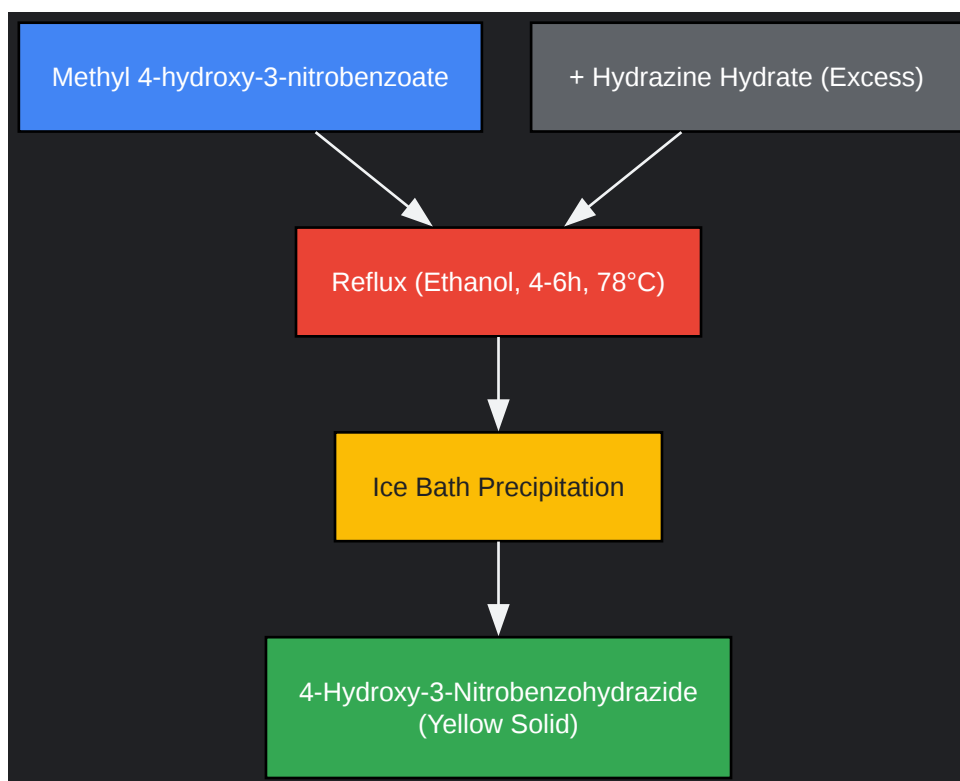 Methyl 4-hydroxy-3-nitrobenzoate
+ Hydrazine Hydrate (Excess)
Reflux (Ethanol, 4-6h, 78°C)
Ice Bath Precipitation
4-Hydroxy-3-Nitrobenzohydrazide
(Yellow Solid)